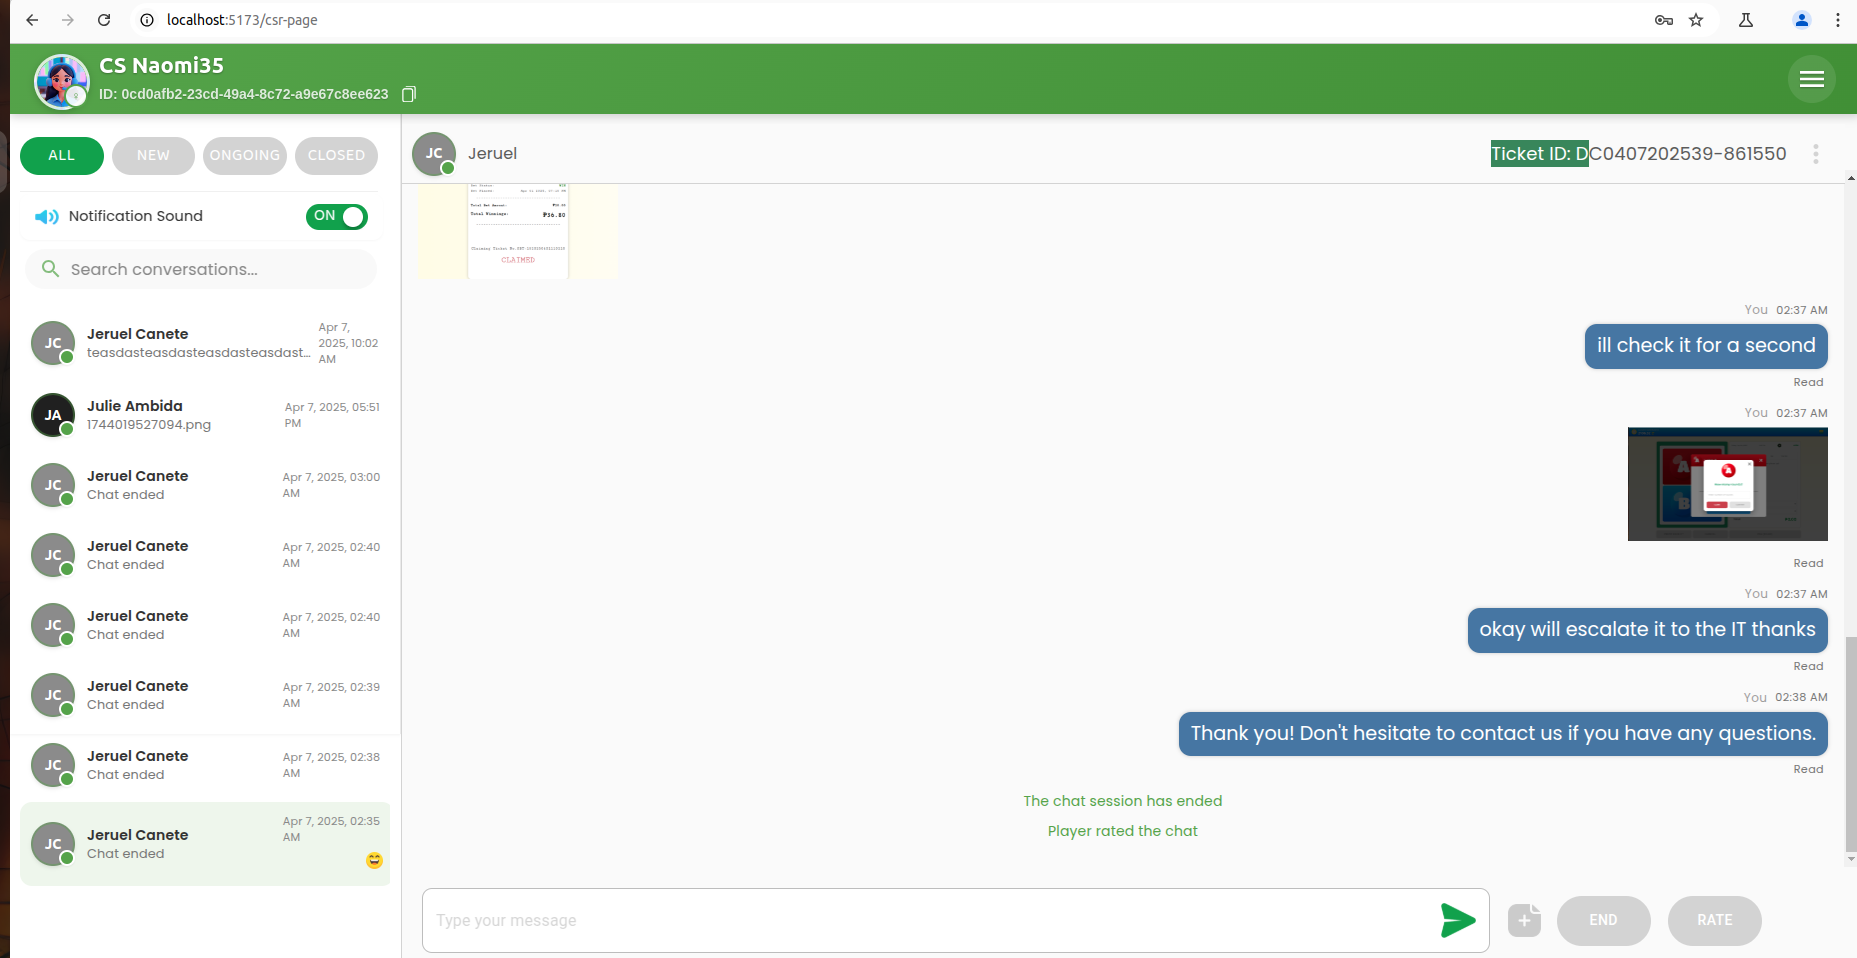 localhost:5173/csr-page
CS Naomi35
ID: 0cd0afb2-23cd-49a4-8c72-a9e67c8ee623
ALL
NEW
ONGOING
CLOSED
Notification Sound
ON
Search conversations...
JC
Jeruel Canete
teasdasteasdasteasdasteasdast...
Apr 7,
2025, 10:02
AM
JA
Julie Ambida
1744019527094.png
Apr 7, 2025, 05:51
PM
JC
Jeruel Canete
Chat ended
Apr 7, 2025, 03:00
AM
JC
Jeruel Canete
Chat ended
Apr 7, 2025, 02:40
AM
JC
Jeruel Canete
Chat ended
Apr 7, 2025, 02:40
AM
JC
Jeruel Canete
Chat ended
Apr 7, 2025, 02:39
AM
JC
Jeruel Canete
Chat ended
Apr 7, 2025, 02:38
AM
JC
Jeruel Canete
Chat ended
Apr 7, 2025, 02:35
AM
JC
Jeruel
Ticket ID: DC0407202539-861550
Total Winnings: ₱36.80
CLAIMED
You 02:37 AM
ill check it for a second
Read
You 02:37 AM
A
Read
You 02:37 AM
okay will escalate it to the IT thanks
Read
You 02:38 AM
Thank you! Don't hesitate to contact us if you have any questions.
Read
The chat session has ended
Player rated the chat
Type your message
END
RATE